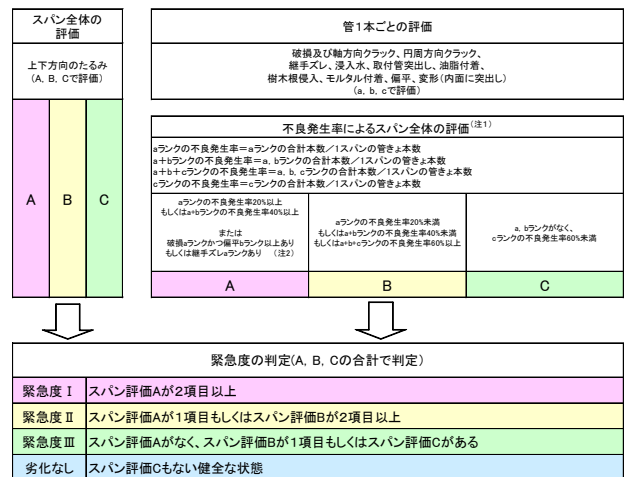 スパン全体の
評価
上下方向のたるみ
(A, B, Cで評価)
A
B
C
管1本ごとの評価
破損及び軸方向クラック、円周方向クラック、
継手ズレ、浸入水、取付管突出し、油脂付着、
樹木根侵入、モルタル付着、偏平、変形(内面に突出し)
(a, b, cで評価)
不良発生率によるスパン全体の評価(注1)
aランクの不良発生率=aランクの合計本数/1スパンの管きょ本数
a+bランクの不良発生率=a, bランクの合計本数/1スパンの管きょ本数
a+b+cランクの不良発生率=a, b, cランクの合計本数/1スパンの管きょ本数
cランクの不良発生率=cランクの合計本数/1スパンの管きょ本数
aランクの不良発生率20%以上
もしくはa+bランクの不良発生率40%以上
または
破損aランクかつ偏平bランク以上あり
もしくは継手ズレaランクあり (注2)
aランクの不良発生率20%未満
もしくはa+bランクの不良発生率40%未満
もしくはa+b+cランクの不良発生率60%以上
a, bランクがなく、
cランクの不良発生率60%未満
A
B
C
緊急度の判定(A, B, Cの合計で判定)
緊急度Ⅰ スパン評価Aが2項目以上
緊急度Ⅱ スパン評価Aが1項目もしくはスパン評価Bが2項目以上
緊急度Ⅲ スパン評価Aがなく、スパン評価Bが1項目もしくはスパン評価Cがある
劣化なし スパン評価Cもない健全な状態